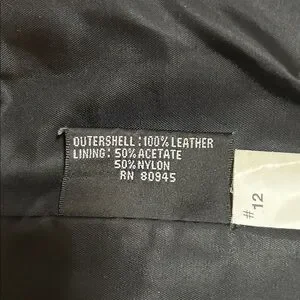 OUTERSHELL:100%LEATHER
LINING: 50%ACETATE
50%NYLON
RN 80945
#12